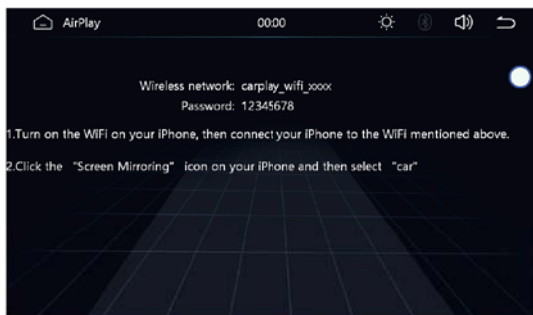 AirPlay 00:00
Wireless network: carplay_wifi_xxxx
Password: 12345678
1.Turn on the WiFi on your iPhone, then connect your iPhone to the WiFi mentioned above.
2.Click the "Screen Mirroring" icon on your iPhone and then select "car"